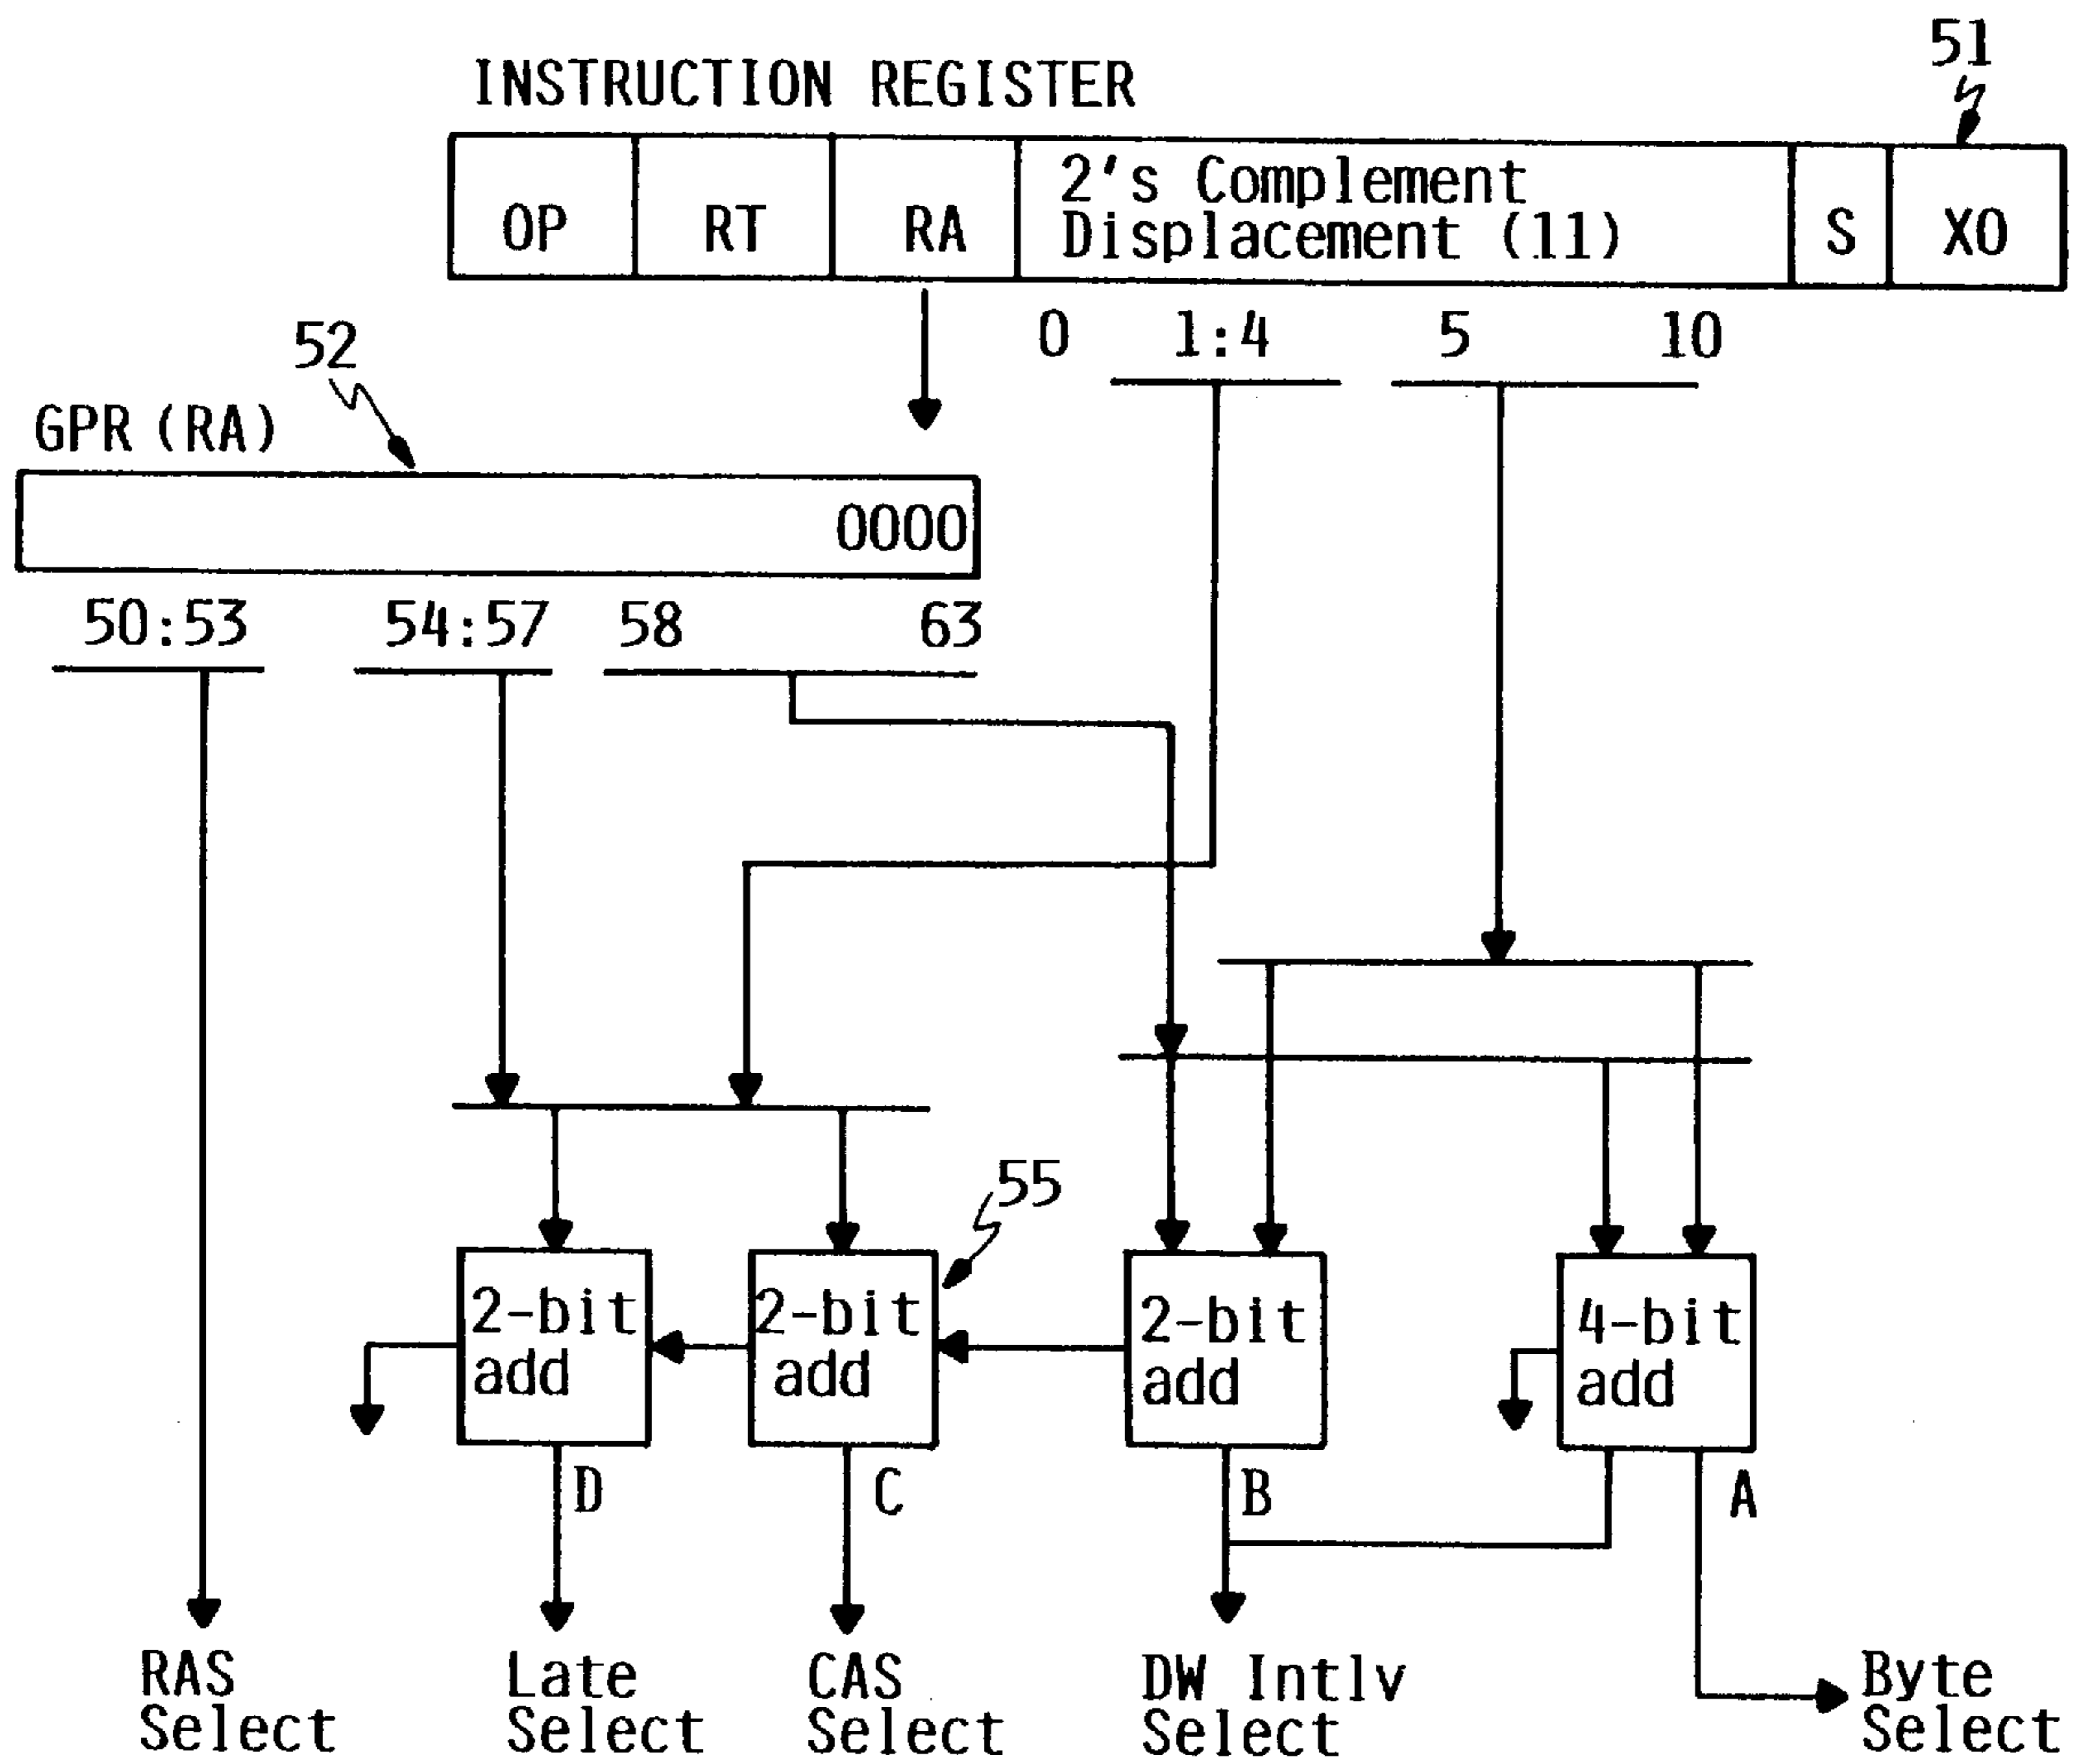 51
INSTRUCTION REGISTER
OP RT RA 2's Complement Displacement (11) S XO
0 1:4 5 10
52
GPR (RA)
0000
50:53 54:57 58 63
55
2-bit add 2-bit add 2-bit add 4-bit add
D C B A
RAS Select Late Select CAS Select DW Intlv Select Byte Select